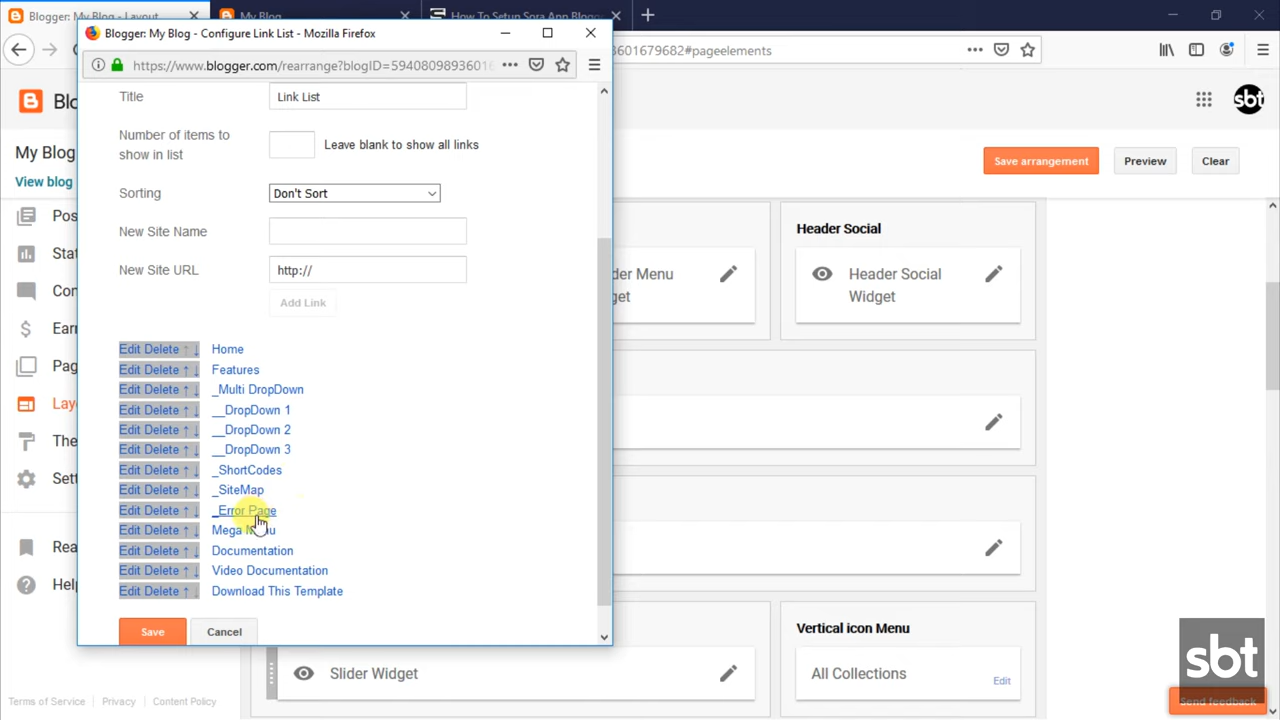 Blogger: My Blog - Layout
My Blog
How To Setup Sora App Blogg
Blogger: My Blog - Configure Link List - Mozilla Firefox
601679682#pageelements
https://www.blogger.com/rearrange?blogID=59408098936016
Blo
sbt
Title
Link List
Number of items to show in list
Leave blank to show all links
Sorting
Don't Sort
New Site Name
New Site URL
http://
Add Link
Edit Delete ↑ ↓ Home
Edit Delete ↑ ↓ Features
Edit Delete ↑ ↓ _Multi DropDown
Edit Delete ↑ ↓ __DropDown 1
Edit Delete ↑ ↓ __DropDown 2
Edit Delete ↑ ↓ __DropDown 3
Edit Delete ↑ ↓ _ShortCodes
Edit Delete ↑ ↓ _SiteMap
Edit Delete ↑ ↓ _Error Page
Edit Delete ↑ ↓ Mega
Edit Delete ↑ ↓ Documentation
Edit Delete ↑ ↓ Video Documentation
Edit Delete ↑ ↓ Download This Template
Save
Cancel
My Blog
View blog
Pos
Stat
Con
Earr
Pag
Layo
The
Sett
Rea
Help
Terms of Service
Privacy
Content Policy
Save arrangement
Preview
Clear
der Menu
get
Header Social
Header Social
Widget
Slider Widget
Vertical icon Menu
All Collections
Edit
sbt
Send feedback